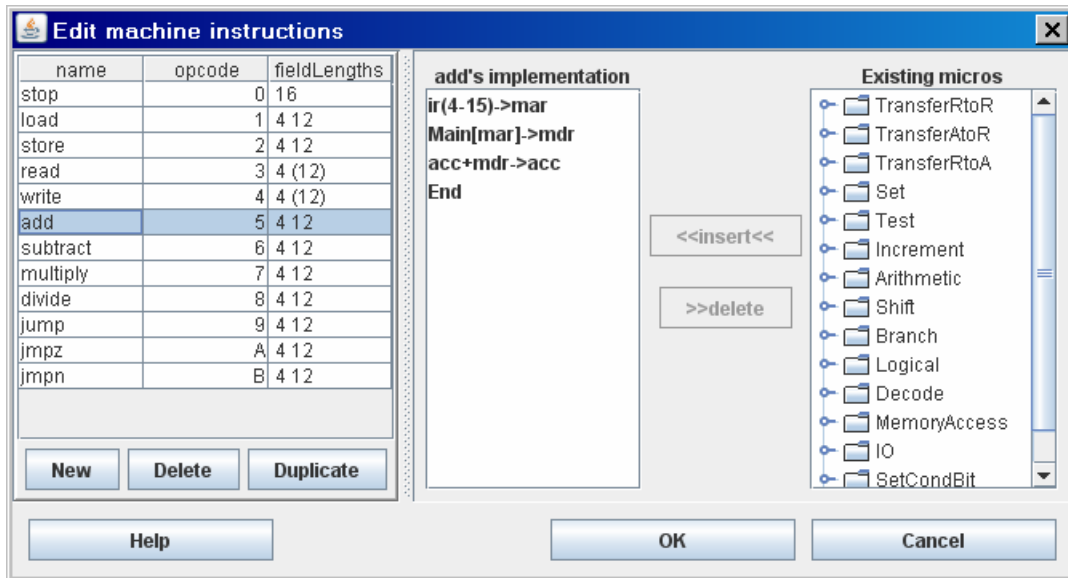 Edit machine instructions
name opcode fieldLengths
stop 0 16
load 1 4 12
store 2 4 12
read 3 4 (12)
write 4 4 (12)
add 5 4 12
subtract 6 4 12
multiply 7 4 12
divide 8 4 12
jump 9 4 12
jmpz A 4 12
jmpn B 4 12
New Delete Duplicate
add's implementation
ir(4-15)->mar
Main[mar]->mdr
acc+mdr->acc
End
<<insert<<
>>delete
Existing micros
TransferRtoR
TransferAtoR
TransferRtoA
Set
Test
Increment
Arithmetic
Shift
Branch
Logical
Decode
MemoryAccess
IO
SetCondBit
Help OK Cancel